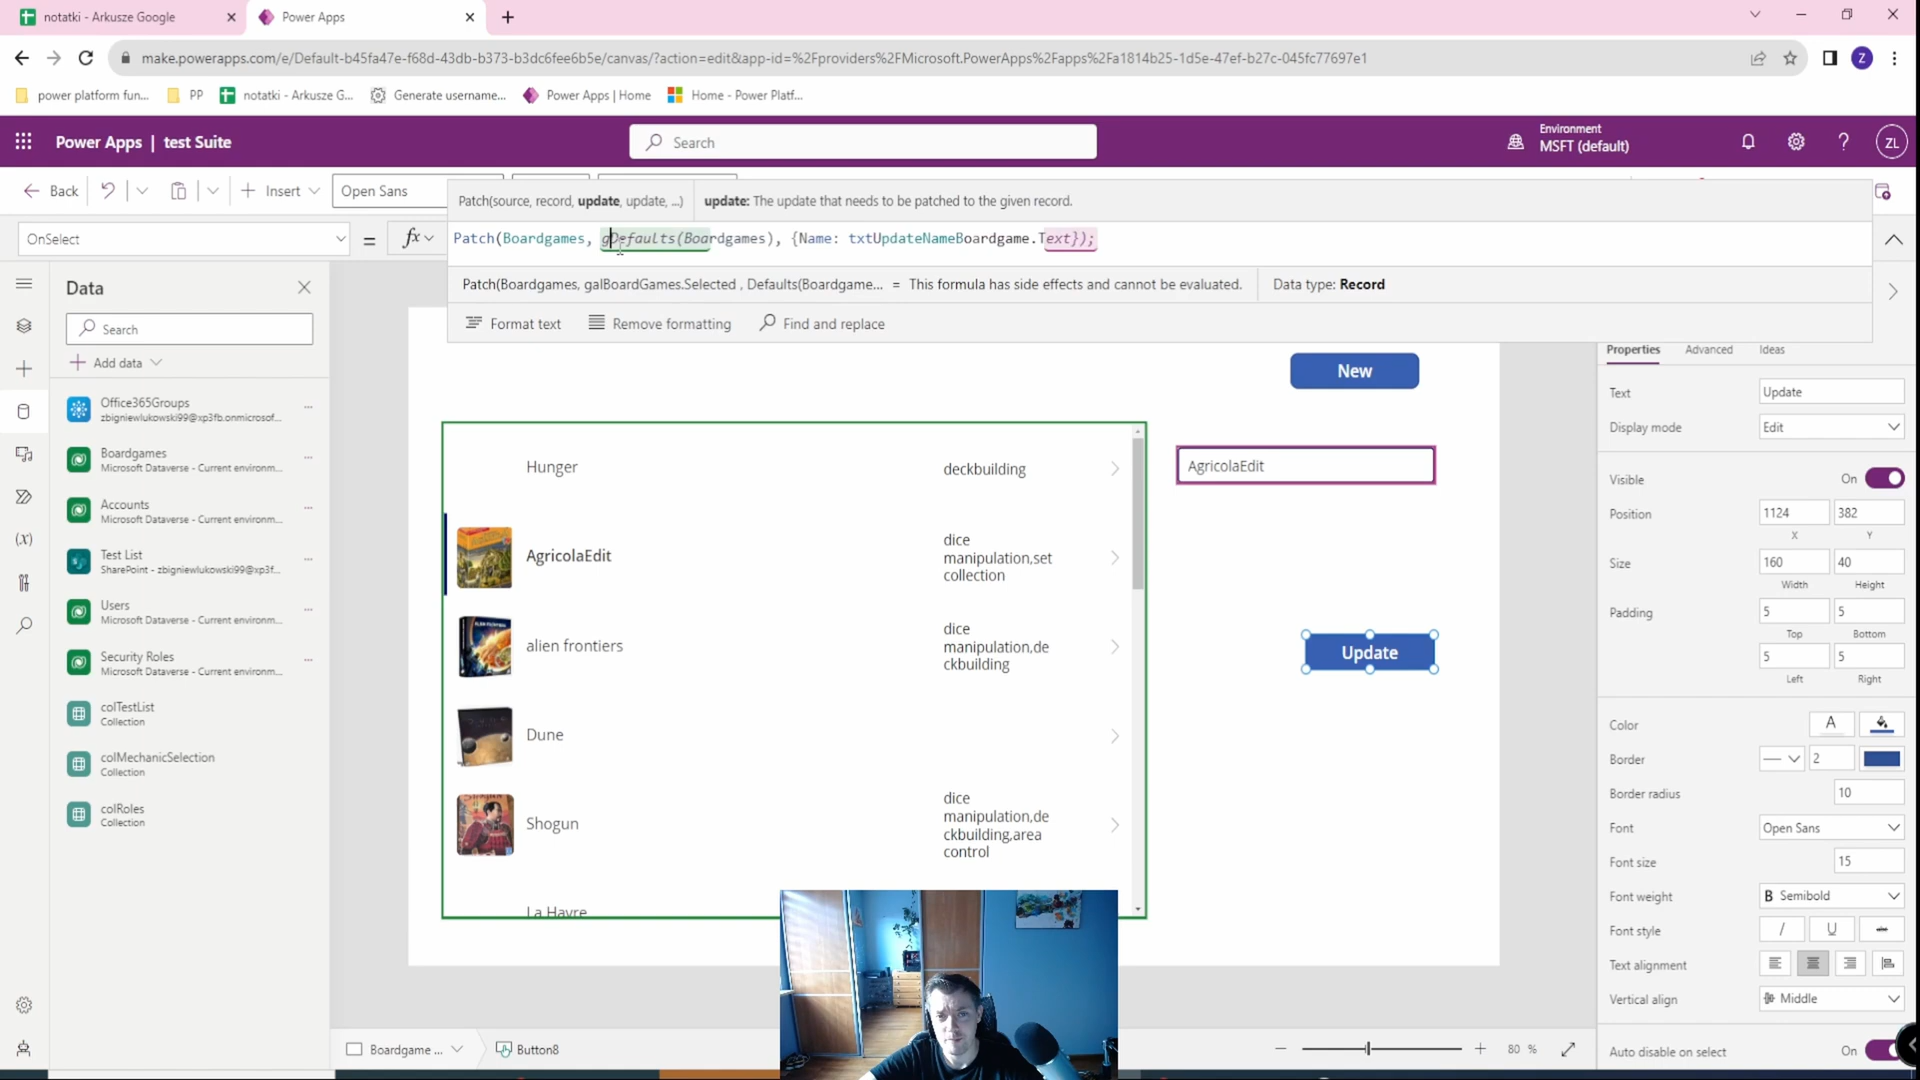 notatki - Arkusze Google
Power Apps
make.powerapps.com/e/Default-b45fa47e-f68d-43db-b373-b3dc6fee6b5e/canvas/?action=edit&app-id=%2Fproviders%2FMicrosoft.PowerApps%2Fapps%2Fa1814b25-1d5e-47ef-b27c-045fc77697e1
Z
power platform fun...
PP
notatki - Arkusze G...
Generate username...
Power Apps | Home
Home - Power Platf...
Power Apps | test Suite
Search
Environment
MSFT (default)
ZL
Back
Insert
Open Sans
Patch(source, record, update, update, ...)
update: The update that needs to be patched to the given record.
OnSelect
=
fx
Patch(Boardgames, gDefaults(Boardgames), {Name: txtUpdateNameBoardgame.Text});
Patch(Boardgames, galBoardGames.Selected , Defaults(Boardgame... = This formula has side effects and cannot be evaluated.
Data type: Record
Format text
Remove formatting
Find and replace
Data
Search
Add data
Office365Groups
zbigniewlukowski99@xp3fb.onmicrosof...
Boardgames
Microsoft Dataverse - Current environm...
Accounts
Microsoft Dataverse - Current environm...
Test List
SharePoint - zbigniewlukowski99@xp3f...
Users
Microsoft Dataverse - Current environm...
Security Roles
Microsoft Dataverse - Current environm...
colTestList
Collection
colMechanicSelection
Collection
colRoles
Collection
New
Hunger
deckbuilding
AgricolaEdit
dice
manipulation,set
collection
alien frontiers
dice
manipulation,de
ckbuilding
Dune
Shogun
dice
manipulation,de
ckbuilding,area
control
La Havre
AgricolaEdit
Update
Properties
Advanced
Ideas
Text
Update
Display mode
Edit
Visible
On
Position
1124
382
X
Y
Size
160
40
Width
Height
Padding
5
5
Top
Bottom
5
5
Left
Right
Color
A
Border
2
Border radius
10
Font
Open Sans
Font size
15
Font weight
B Semibold
Font style
/
U
Text alignment
Vertical align
Middle
Auto disable on select
On
Boardgame ...
Button8
80 %